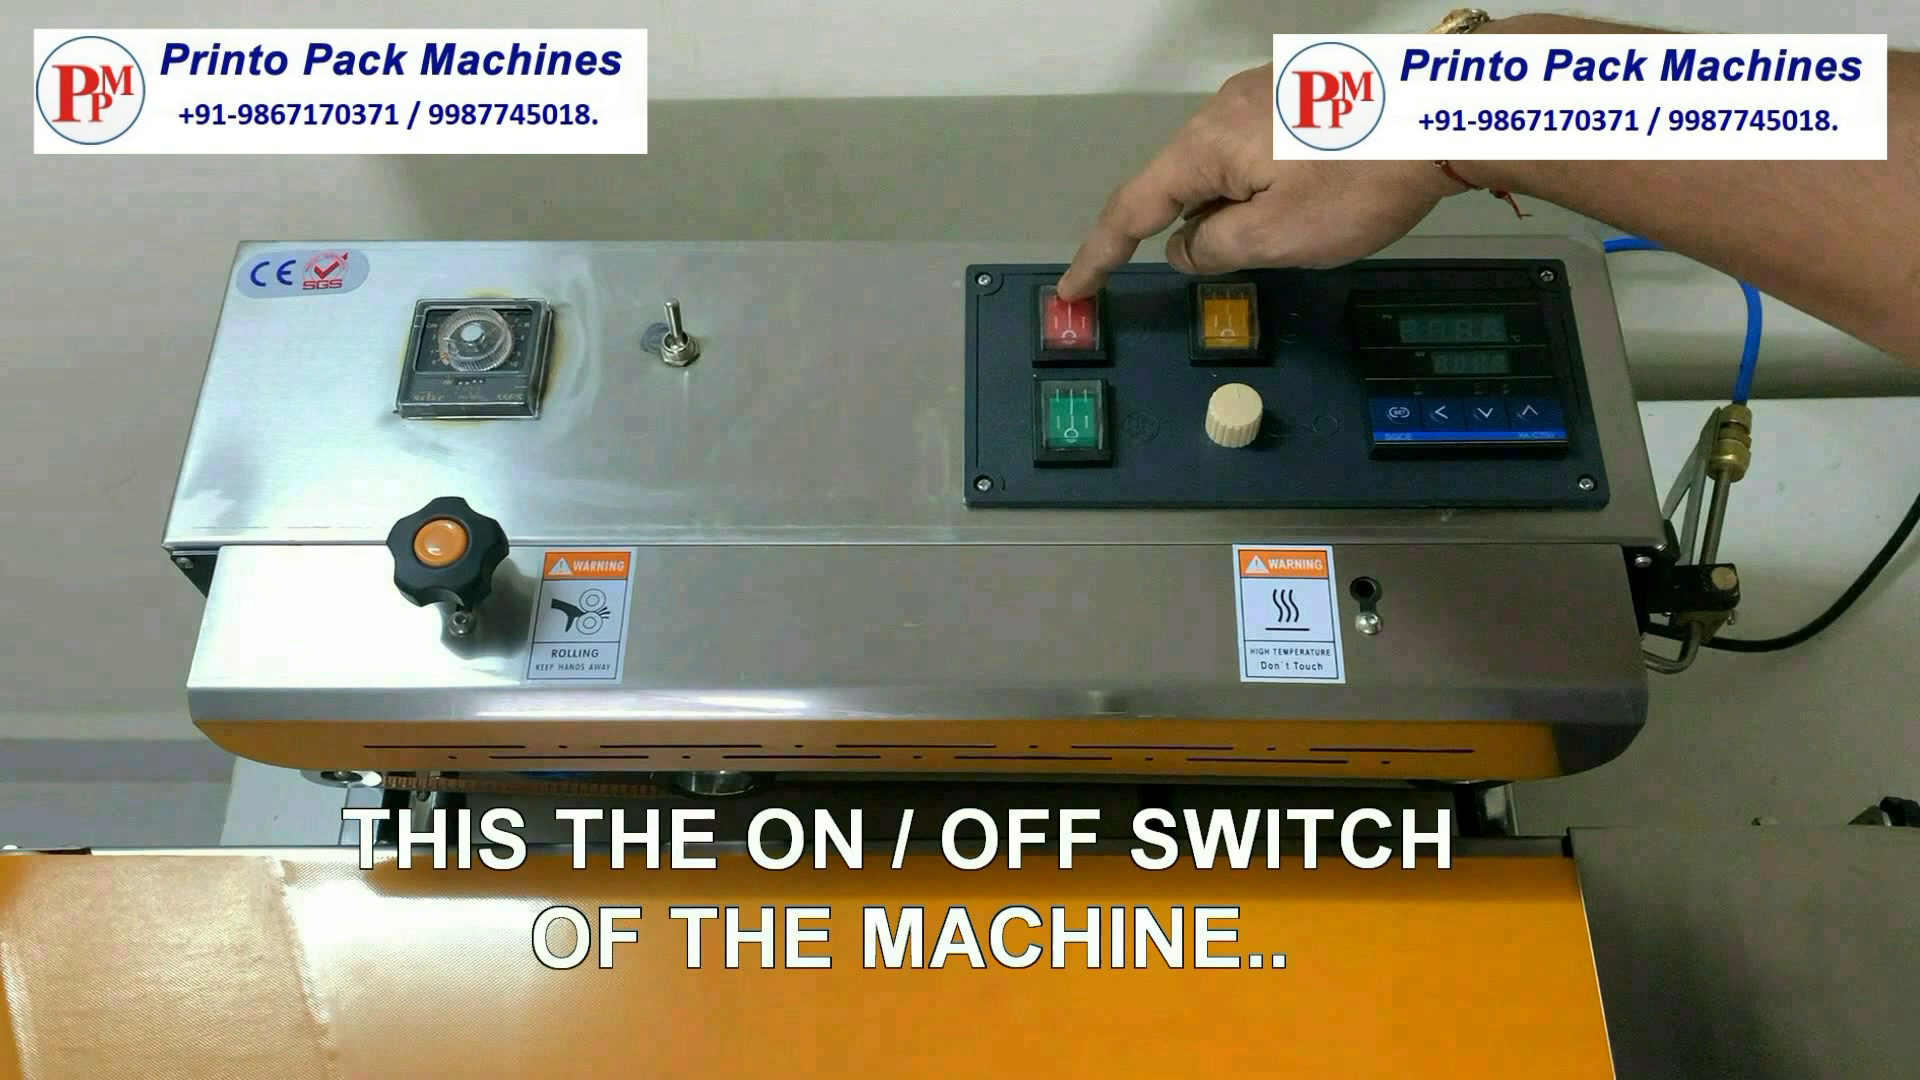 PPM
Printo Pack Machines
+91-9867170371 / 9987745018.
PPM
Printo Pack Machines
+91-9867170371 / 9987745018.
CE
SGS
SET
WARNING
ROLLING
KEEP HANDS AWAY
WARNING
HIGH TEMPERATURE
Don't Touch
THIS THE ON / OFF SWITCH
OF THE MACHINE..